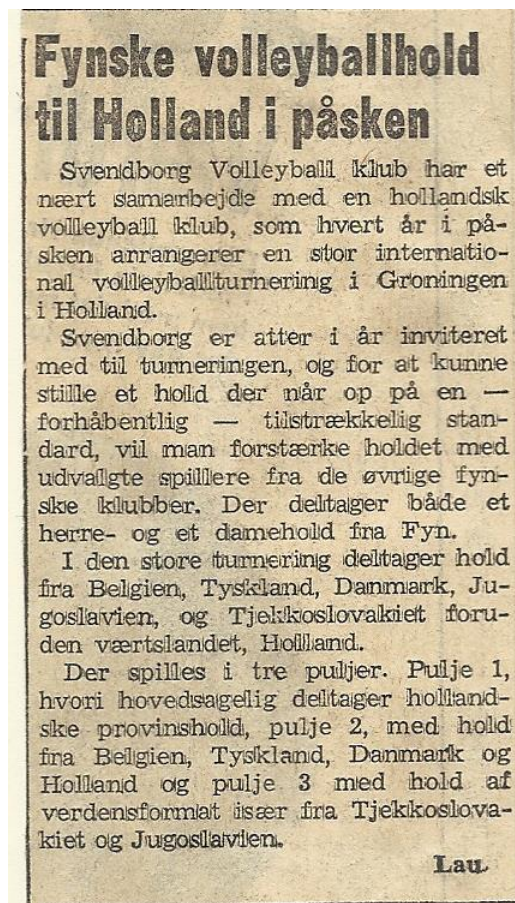 Fynske volleyballhold
til Holland i påsken
Svendborg Volleyball klub har et
nært samarbejde med en hollandsk
volleyball klub, som hvert år i på-
sken arrangerer en stor internatio-
nal volleyballturnering i Groningen
i Holland.
Svendborg er atter i år inviteret
med til turneringen, og for at kunne
stille et hold der når op på en —
forhåbentlig — tilstrækkelig stan-
dard, vil man forstærke holdet med
udvalgte spillere fra de øvrige fyn-
ske klubber. Der deltager både et
herre- og et damehold fra Fyn.
I den store turnering deltager hold
fra Belgien, Tyskland, Danmark, Ju-
goslavien, og Tjekkoslovakiet foru-
den værtslandet, Holland.
Der spilles i tre puljer. Pulje 1,
hvori hovedsagelig deltager holland-
ske provinshold, pulje 2, med hold
fra Belgien, Tyskland, Danmark og
Holland og pulje 3 med hold af
verdensformat især fra Tjekkoslova-
kiet og Jugoslavien.
Lau.